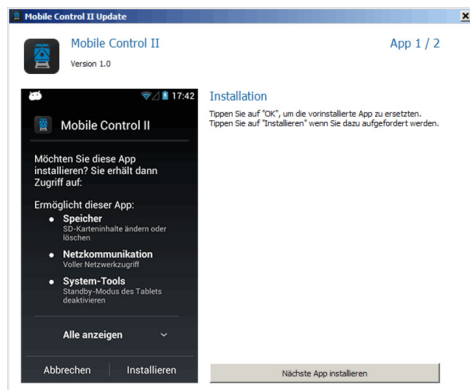 Mobile Control II Update
Mobile Control II
App 1 / 2
Version 1.0
17:42
Mobile Control II
Möchten Sie diese App
installieren? Sie erhält dann
Zugriff auf:
Ermöglicht dieser App:
Speicher
SD-Karteninhalte ändern oder
löschen
Netzkommunikation
Voller Netzwerkzugriff
System-Tools
Standby-Modus des Tablets
deaktivieren
Alle anzeigen
Abbrechen
Installieren
Installation
Tippen Sie auf "OK", um die vorinstallierte App zu ersetzen.
Tippen Sie auf "Installieren" wenn Sie dazu aufgefordert werden.
Nächste App installieren